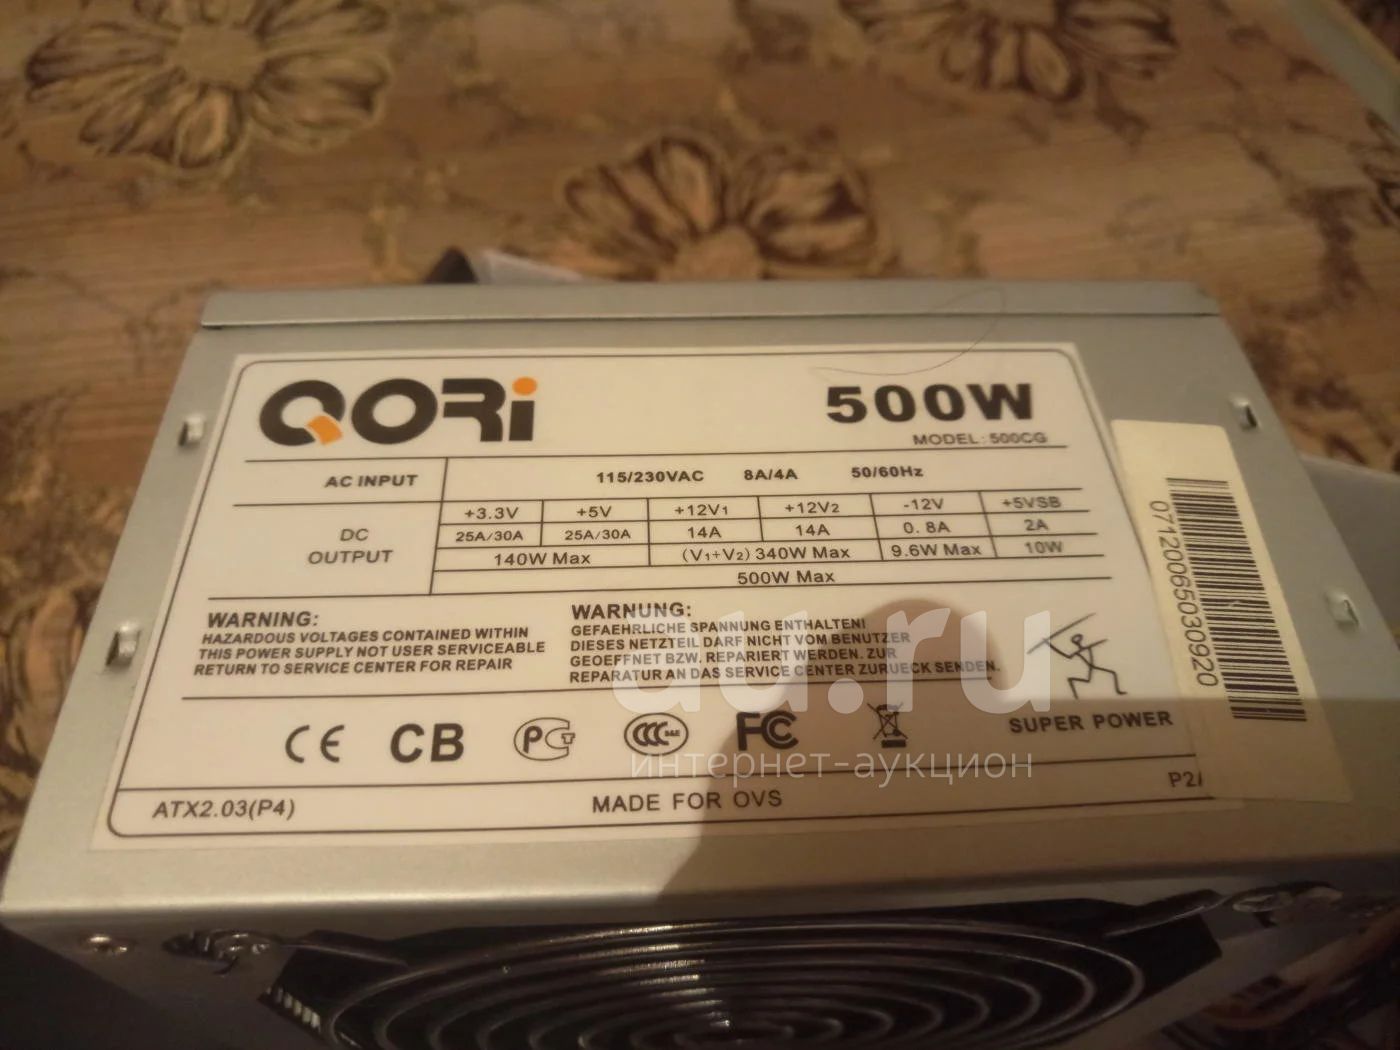 QORi
500W
MODEL: 500CG
AC INPUT 115/230VAC 8A/4A 50/60Hz
DC OUTPUT
+3.3V +5V +12V1 +12V2 -12V +5VSB
25A/30A 25A/30A 14A 14A 0.8A 2A
140W Max (V1+V2) 340W Max 9.6W Max 10W
500W Max
WARNING:
HAZARDOUS VOLTAGES CONTAINED WITHIN
THIS POWER SUPPLY NOT USER SERVICEABLE
RETURN TO SERVICE CENTER FOR REPAIR
WARNUNG:
GEFAEHRLICHE SPANNUNG ENTHALTEN!
DIESES NETZTEIL DARF NICHT VOM BENUTZER
GEOEFFNET BZW. REPARIERT WERDEN. ZUR
REPARATUR AN DAS SERVICE CENTER ZURUECK SENDEN.
au.ru
интернет-аукцион
CE CB PG CCC S&E FC
SUPER POWER
ATX2.03(P4)
MADE FOR OVS
07120065030920